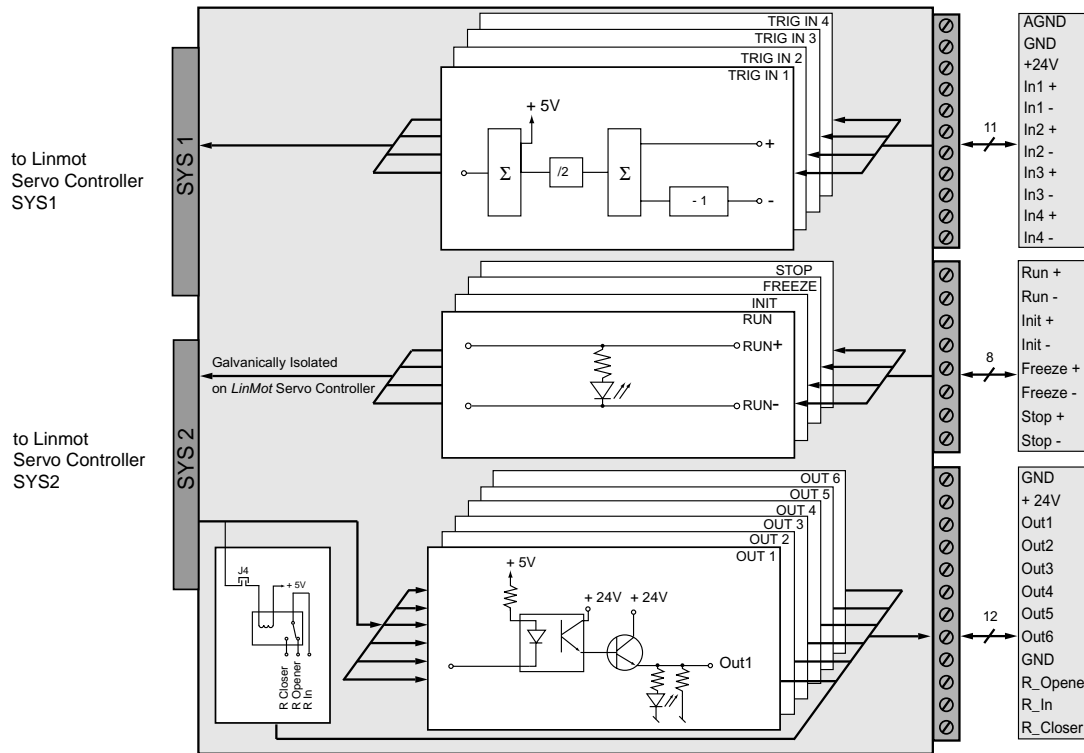 TRIG IN 4
TRIG IN 3
TRIG IN 2
TRIG IN 1
+ 5V
Σ
/2
Σ
+
- 1
-
SYS 1
to Linmot
Servo Controller
SYS1
11
AGND
GND
+24V
In1 +
In1 -
In2 +
In2 -
In3 +
In3 -
In4 +
In4 -
STOP
FREEZE
INIT
RUN
RUN+
RUN-
Galvanically Isolated
on LinMot Servo Controller
8
Run +
Run -
Init +
Init -
Freeze +
Freeze -
Stop +
Stop -
SYS 2
to Linmot
Servo Controller
SYS2
OUT 6
OUT 5
OUT 4
OUT 3
OUT 2
OUT 1
+ 5V
+ 24V
+ 24V
Out1
J4
+ 5V
R Closer
R Opener
R In
12
GND
+ 24V
Out1
Out2
Out3
Out4
Out5
Out6
GND
R_Opene
R_In
R_Closer